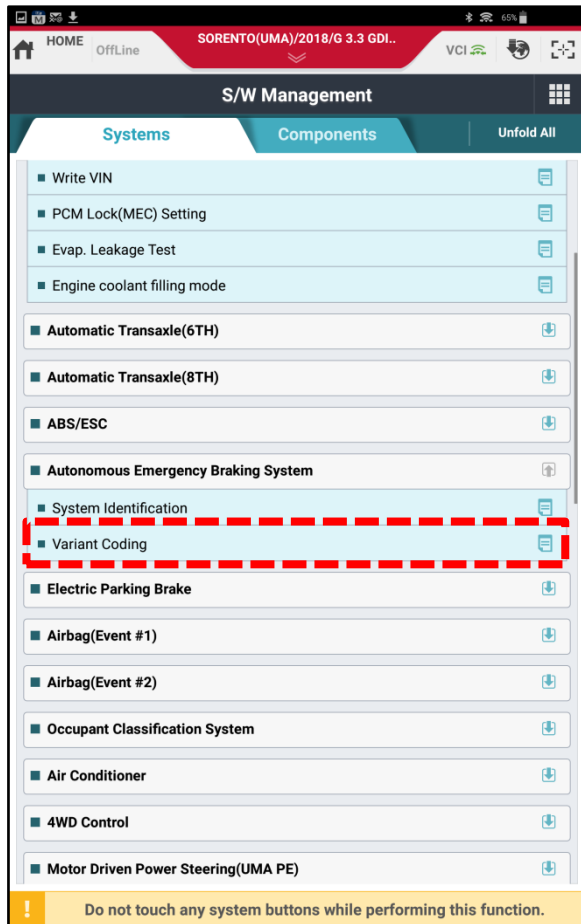 65%
HOME
OffLine
SORENTO(UMA)/2018/G 3.3 GDI..
VCI
S/W Management
Systems
Components
Unfold All
Write VIN
PCM Lock(MEC) Setting
Evap. Leakage Test
Engine coolant filling mode
Automatic Transaxle(6TH)
Automatic Transaxle(8TH)
ABS/ESC
Autonomous Emergency Braking System
System Identification
Variant Coding
Electric Parking Brake
Airbag(Event #1)
Airbag(Event #2)
Occupant Classification System
Air Conditioner
4WD Control
Motor Driven Power Steering(UMA PE)
! Do not touch any system buttons while performing this function.